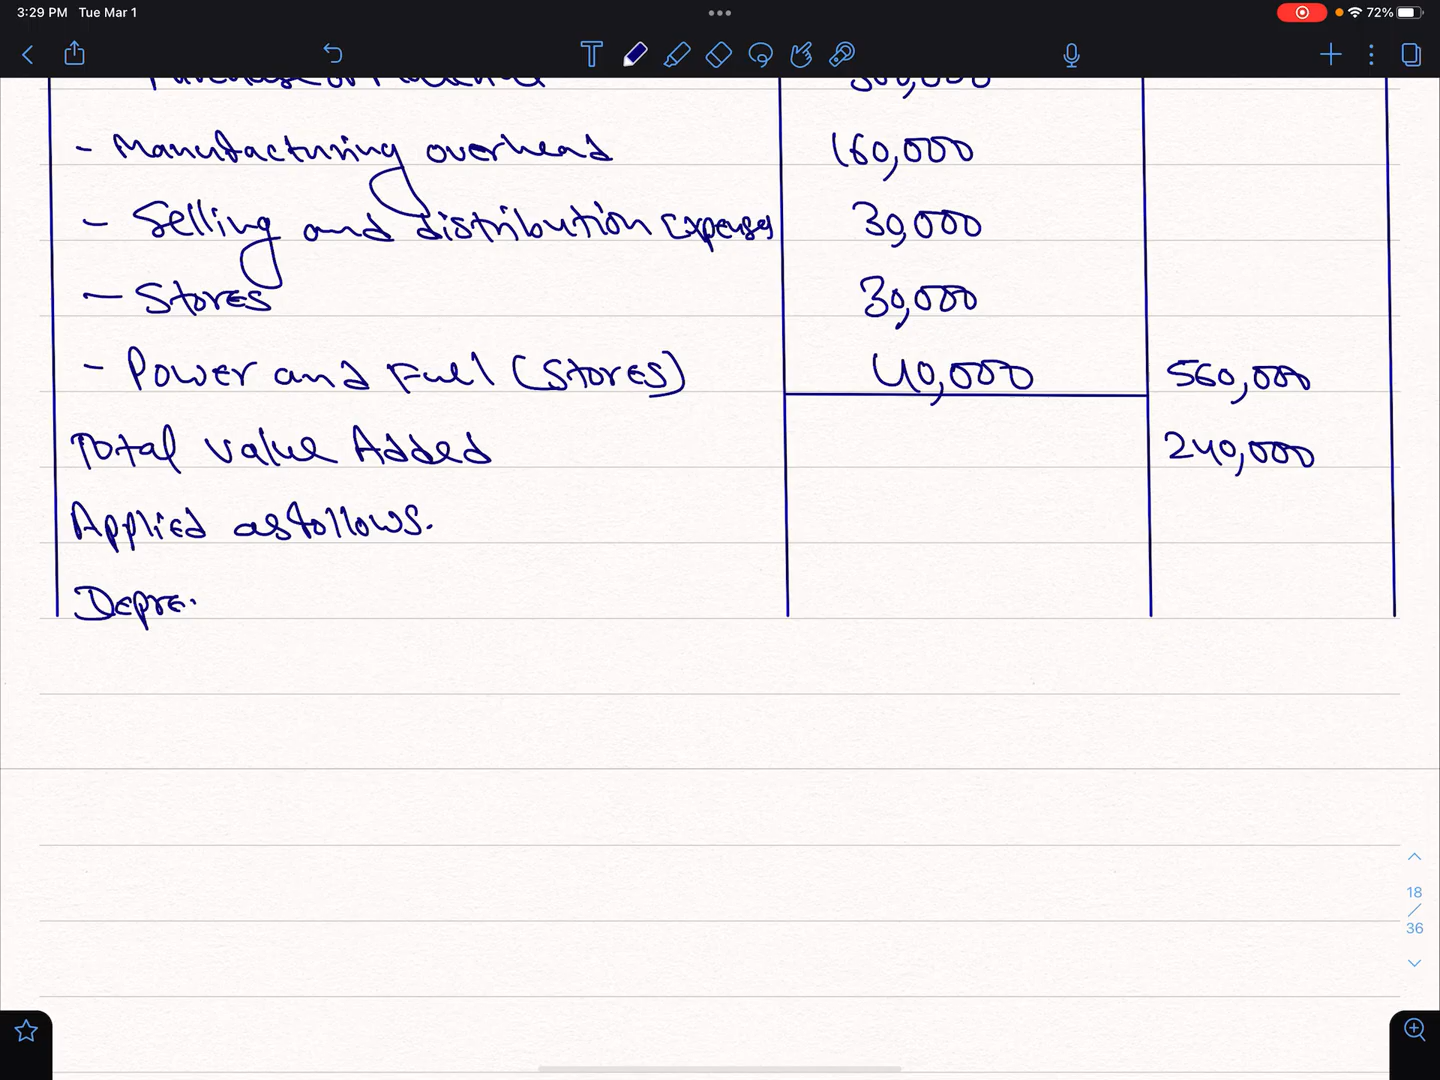 3:29 PM Tue Mar 1
72%
- Manufacturing overhead 160,000
- Selling and distribution Expenses 30,000
- Stores 30,000
- Power and Fuel (Stores) 40,000 560,000
Total Value Added 240,000
Applied as follows.
Depre.
18
/
36